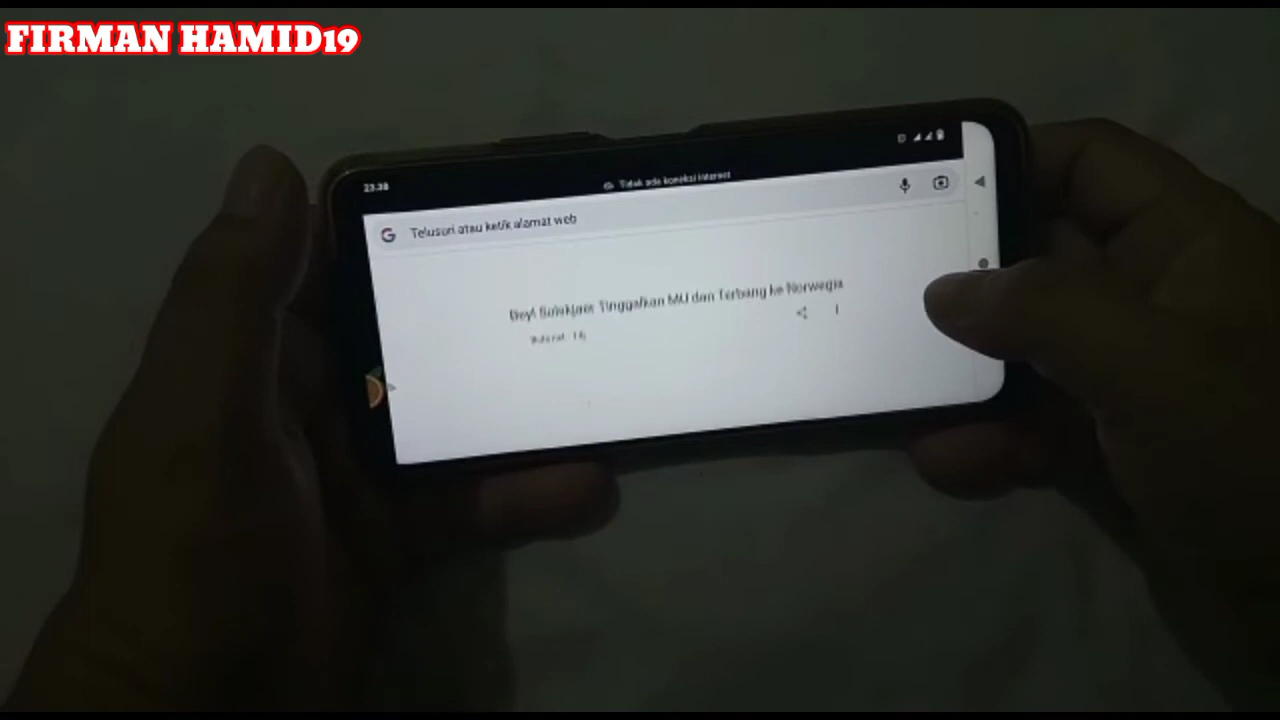 FIRMAN HAMID19
23.38
Tidak ada koneksi internet
G Telusuri atau ketik alamat web
Solskjaer Tinggalkan MU dan Terbang ke Norwegia